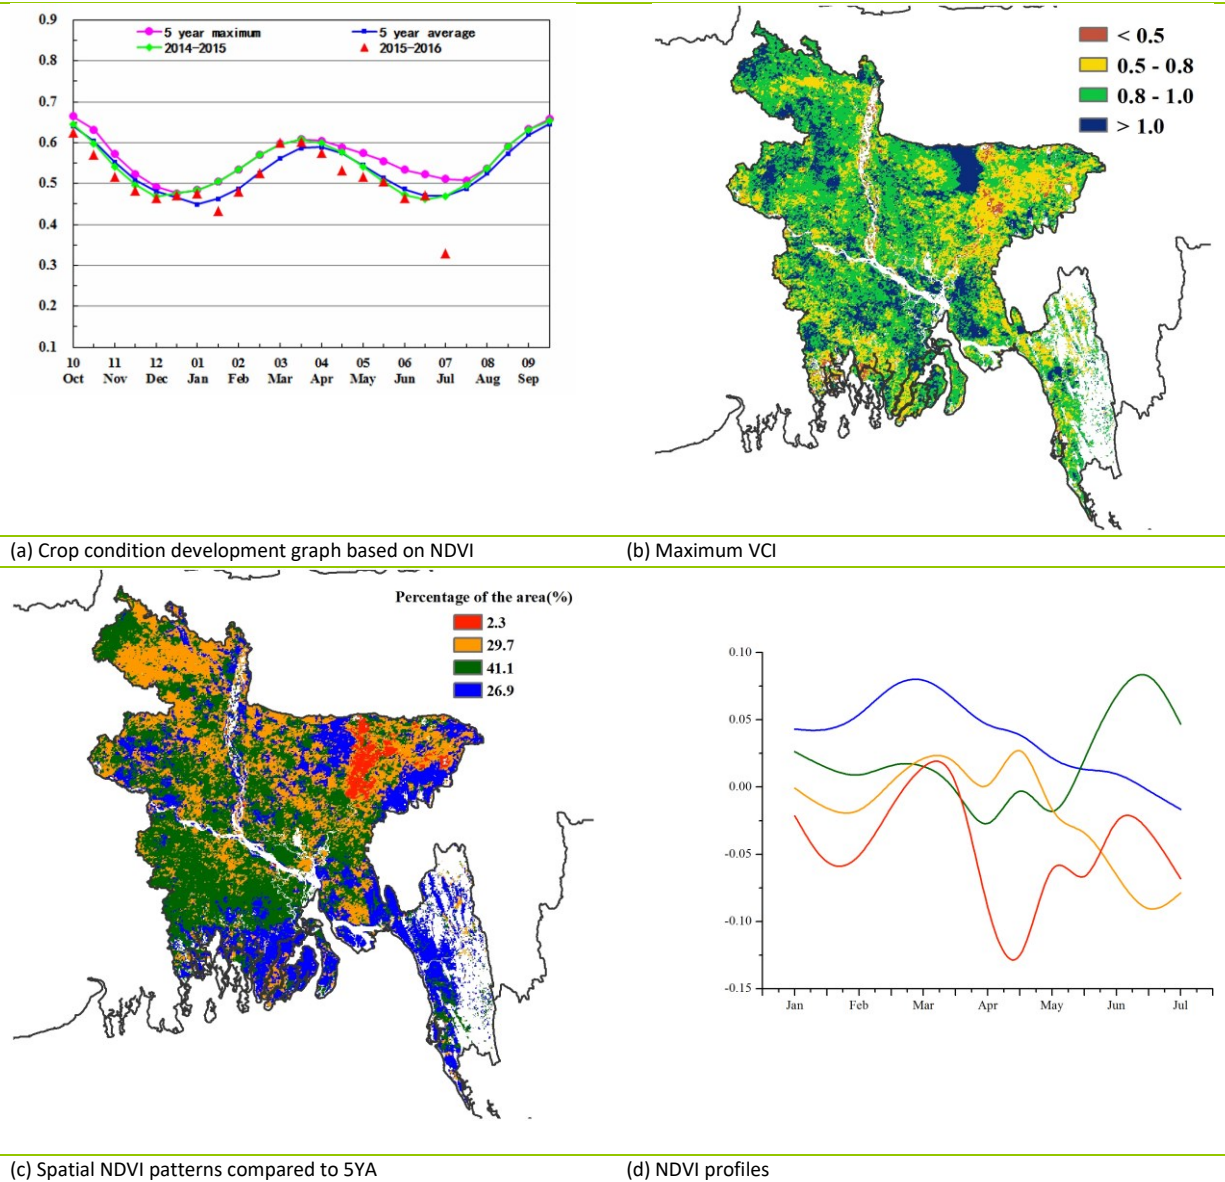 0.9
0.8
0.7
0.6
0.5
0.4
0.3
0.2
0.1
5 year maximum
5 year average
2014-2015
2015-2016
10 11 12 01 02 03 04 05 06 07 08 09
Oct Nov Dec Jan Feb Mar Apr May Jun Jul Aug Sep
< 0.5
0.5 - 0.8
0.8 - 1.0
> 1.0
(a) Crop condition development graph based on NDVI
(b) Maximum VCI
Percentage of the area(%)
2.3
29.7
41.1
26.9
0.10
0.05
0.00
-0.05
-0.10
-0.15
Jan Feb Mar Apr May Jun Jul
(c) Spatial NDVI patterns compared to 5YA
(d) NDVI profiles